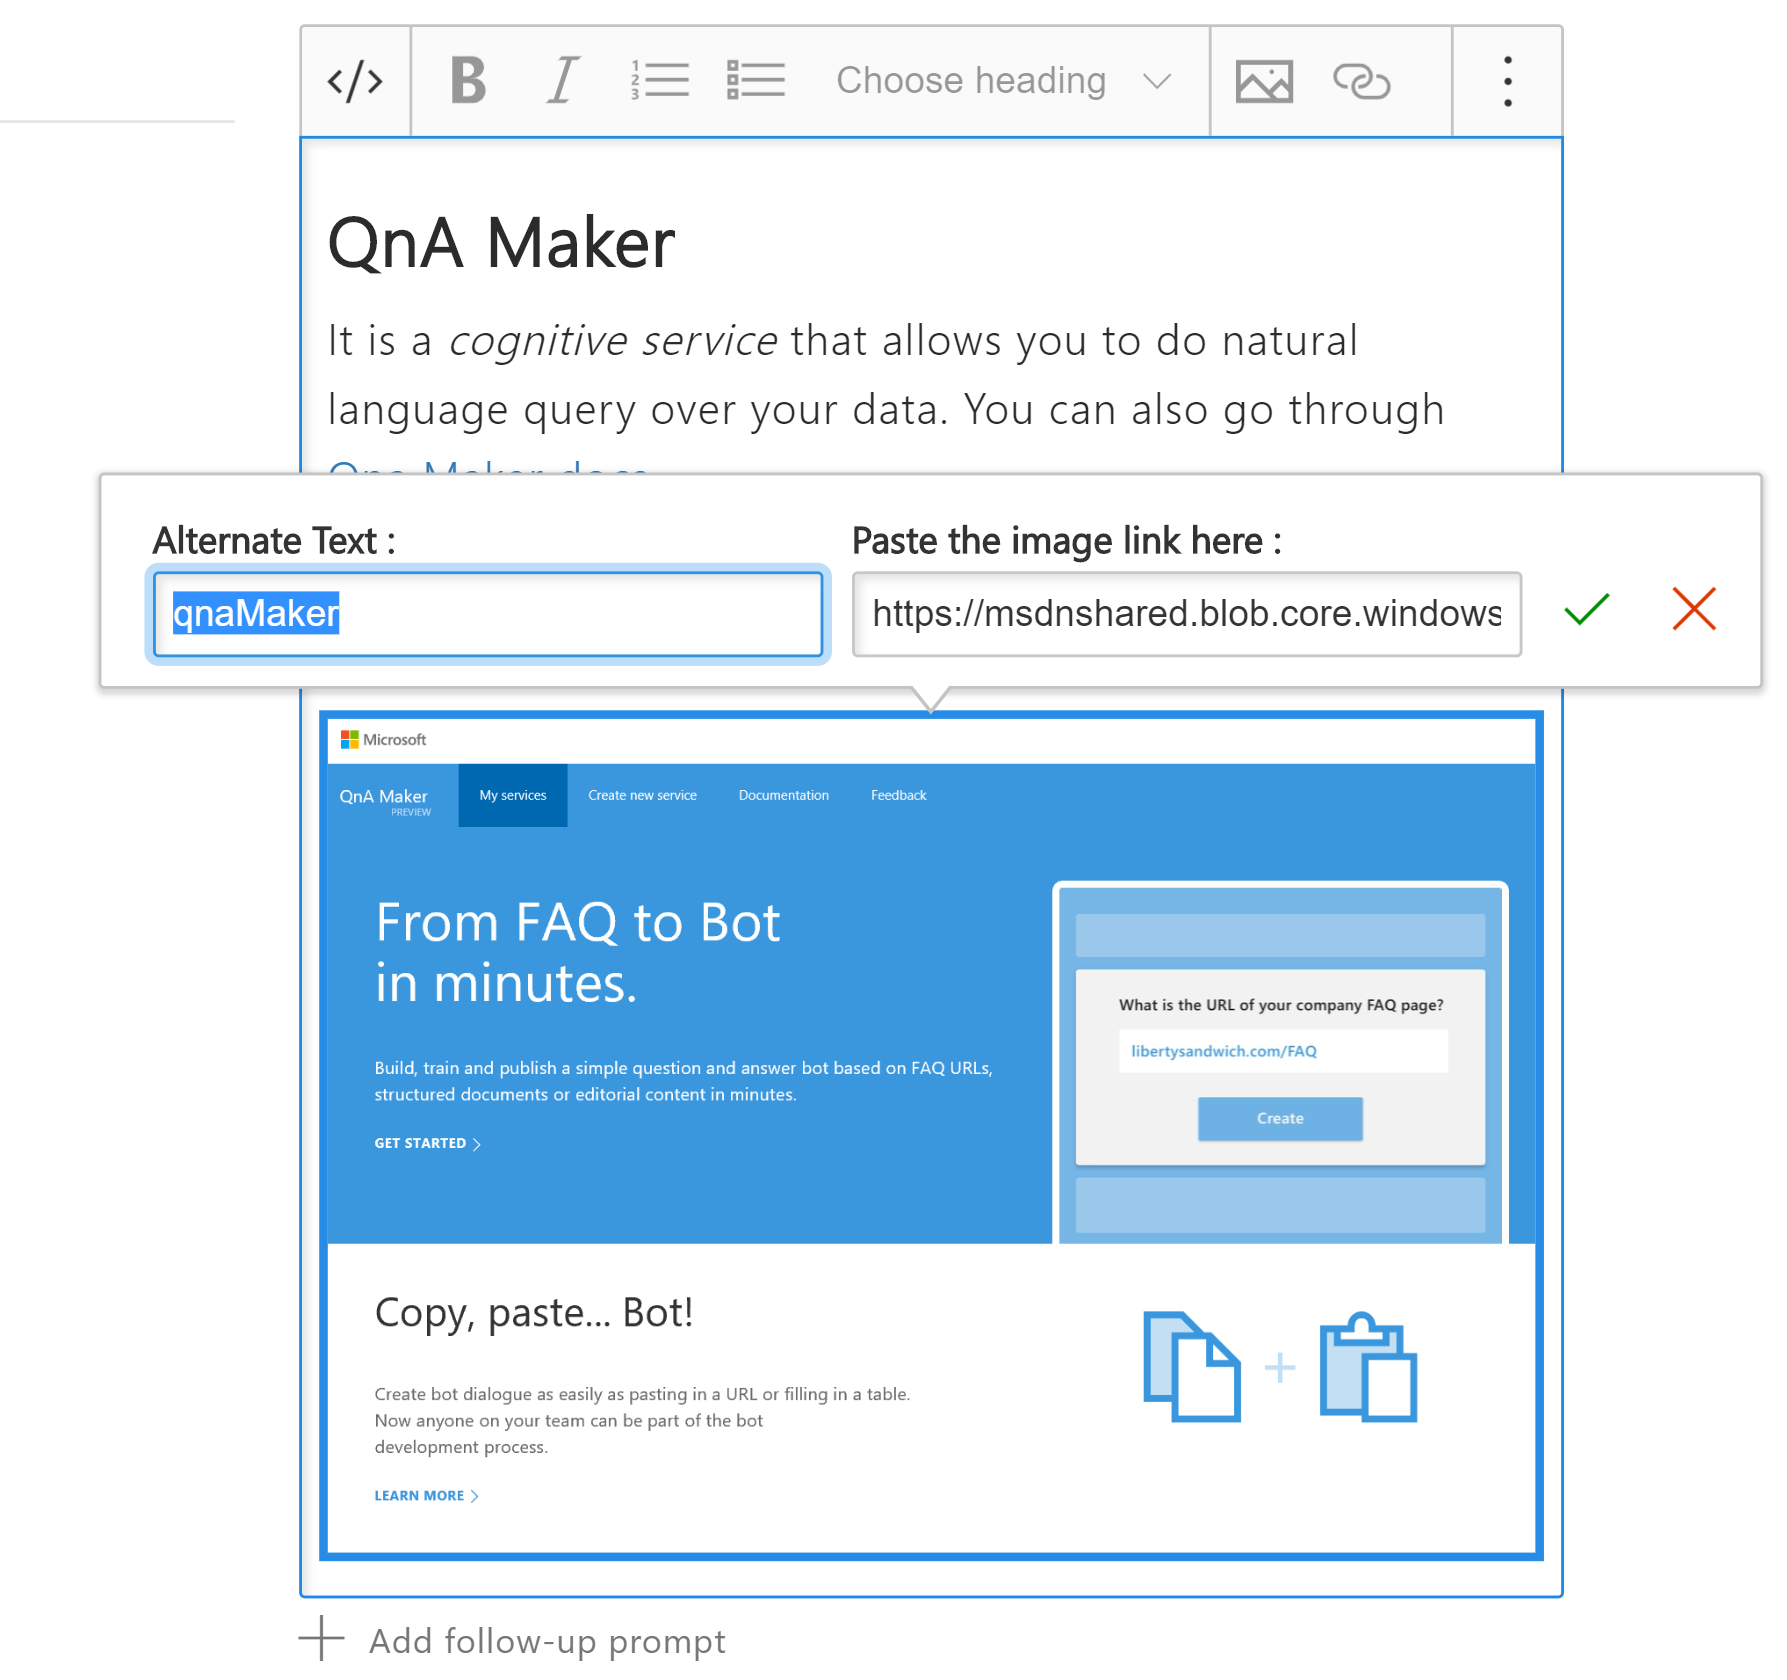 </>
B I 1 2 3 Choose heading
QnA Maker
It is a cognitive service that allows you to do natural
language query over your data. You can also go through
Qna Maker docs
Alternate Text :
Paste the image link here :
qnaMaker
https://msdnshared.blob.core.windows
Microsoft
QnA Maker
PREVIEW
My services
Create new service
Documentation
Feedback
From FAQ to Bot
in minutes.
Build, train and publish a simple question and answer bot based on FAQ URLs,
structured documents or editorial content in minutes.
GET STARTED
What is the URL of your company FAQ page?
libertysandwich.com/FAQ
Create
Copy, paste... Bot!
Create bot dialogue as easily as pasting in a URL or filling in a table.
Now anyone on your team can be part of the bot
development process.
LEARN MORE
Add follow-up prompt